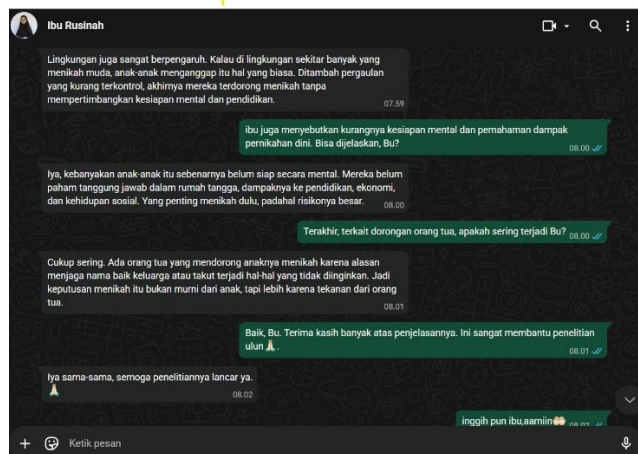 Ibu Rusinah
Lingkungan juga sangat berpengaruh. Kalau di lingkungan sekitar banyak yang
menikah muda, anak-anak menganggap itu hal yang biasa. Ditambah pergaulan
yang kurang terkontrol, akhirnya mereka terdorong menikah tanpa
mempertimbangkan kesiapan mental dan pendidikan.
07.59
ibu juga menyebutkan kurangnya kesiapan mental dan pemahaman dampak
pernikahan dini. Bisa dijelaskan, Bu?
08.00
Iya, kebanyakan anak-anak itu sebenarnya belum siap secara mental. Mereka belum
paham tanggung jawab dalam rumah tangga, dampaknya ke pendidikan, ekonomi,
dan kehidupan sosial. Yang penting menikah dulu, padahal risikonya besar.
08.00
Terakhir, terkait dorongan orang tua, apakah sering terjadi Bu?
08.00
Cukup sering. Ada orang tua yang mendorong anaknya menikah karena alasan
menjaga nama baik keluarga atau takut terjadi hal-hal yang tidak diinginkan. Jadi
keputusan menikah itu bukan murni dari anak, tapi lebih karena tekanan dari orang
tua.
08.01
Baik, Bu. Terima kasih banyak atas penjelasannya. Ini sangat membantu penelitian
ulun 🙏🏻.
08.01
Iya sama-sama, semoga penelitiannya lancar ya.
🙏🏻
08.02
inggih pun ibu,aamiin🤲🏻
08.02
Ketik pesan